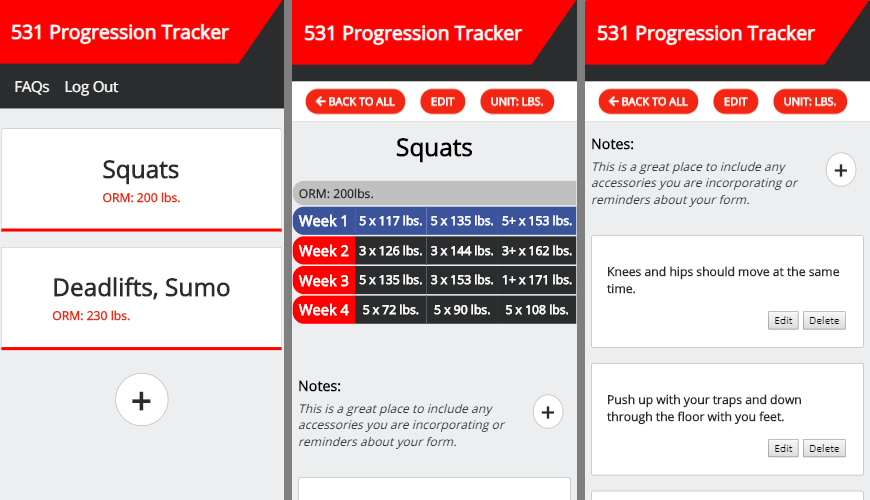 531 Progression Tracker
FAQs Log Out
Squats
ORM: 200 lbs.
Deadlifts, Sumo
ORM: 230 lbs.
+
531 Progression Tracker
← BACK TO ALL EDIT UNIT: LBS.
Squats
ORM: 200lbs.
Week 1 5 x 117 lbs. 5 x 135 lbs. 5+ x 153 lbs.
Week 2 3 x 126 lbs. 3 x 144 lbs. 3+ x 162 lbs.
Week 3 5 x 135 lbs. 3 x 153 lbs. 1+ x 171 lbs.
Week 4 5 x 72 lbs. 5 x 90 lbs. 5 x 108 lbs.
Notes:
This is a great place to include any
accessories you are incorporating or
reminders about your form.
+
531 Progression Tracker
← BACK TO ALL EDIT UNIT: LBS.
Notes:
This is a great place to include any
accessories you are incorporating or
reminders about your form.
+
Knees and hips should move at the same
time.
Edit Delete
Push up with your traps and down
through the floor with you feet.
Edit Delete